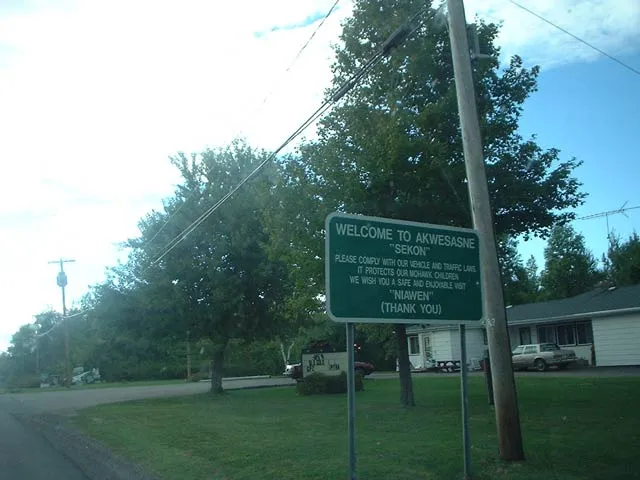 WELCOME TO AKWESASNE
"SEKON"
PLEASE COMPLY WITH OUR VEHICLE AND TRAFFIC LAWS.
IT PROTECTS OUR MOHAWK CHILDREN
WE WISH YOU A SAFE AND ENJOYABLE VISIT
"NIAWEN"
(THANK YOU)